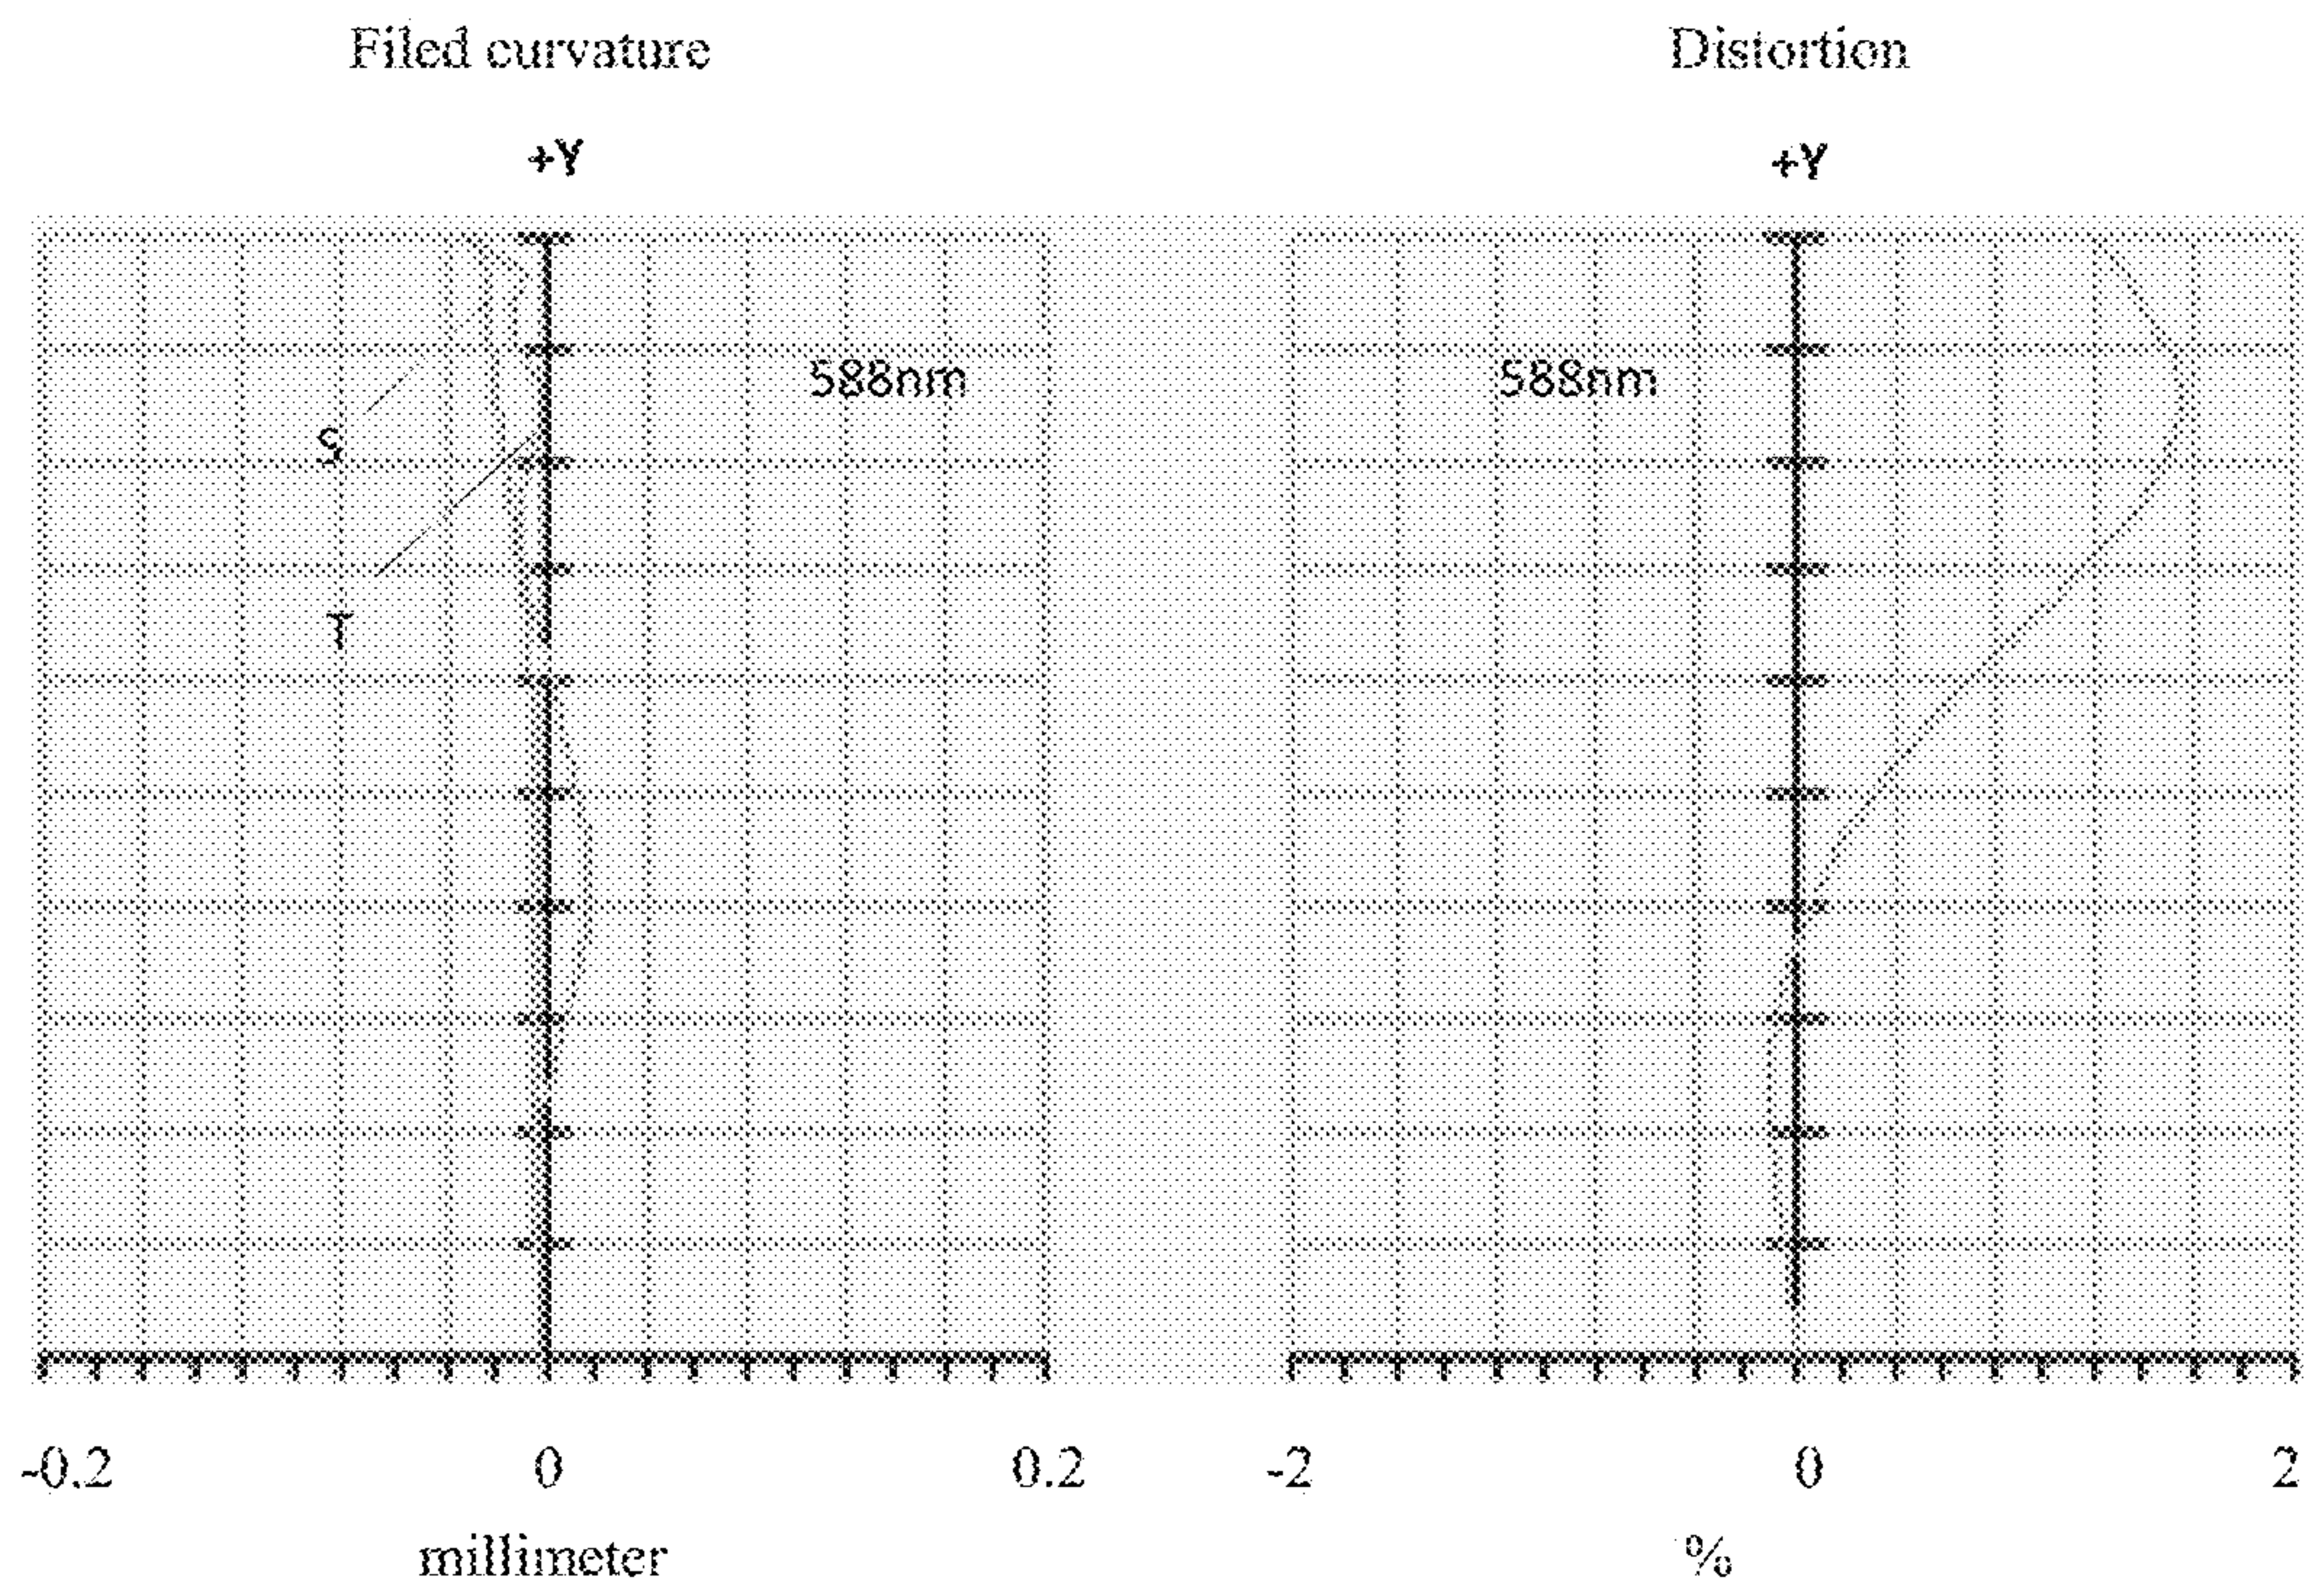 Filed curvature
Distortion
+Y
+Y
588nm
588nm
S
T
-0.2 0 0.2
-2 0 2
millimeter
%